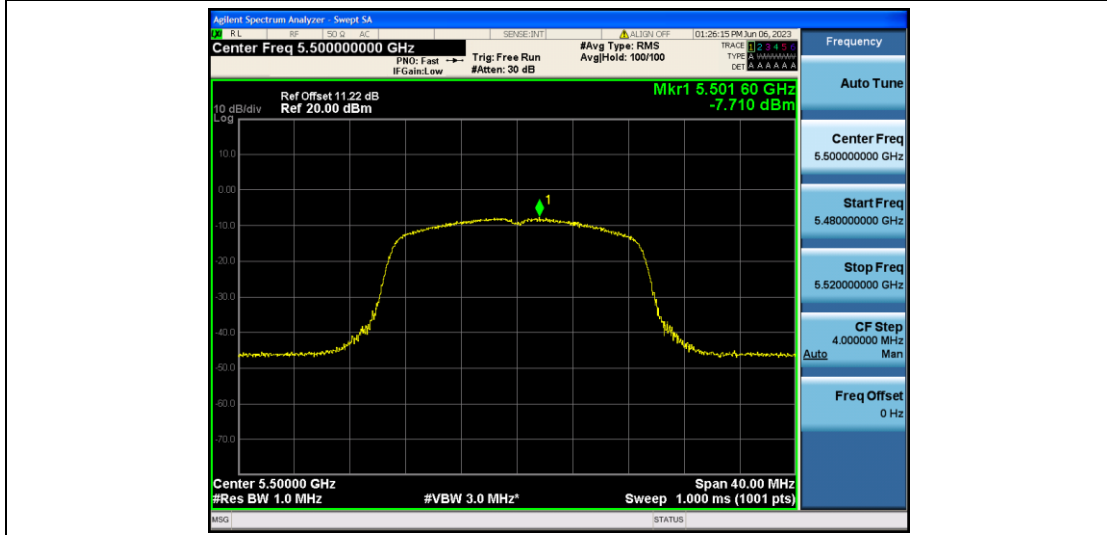 Agilent Spectrum Analyzer - Swept SA
RL RF 50 Ω AC SENSE:INT ALIGN OFF 01:26:15 PM Jun 06, 2023
Center Freq 5.500000000 GHz
PNO: Fast
IFGain:Low
Trig: Free Run
#Atten: 30 dB
#Avg Type: RMS
Avg|Hold: 100/100
TRACE 1 2 3 4 5 6
TYPE A WWWWW
DET A A A A A A
Frequency
Auto Tune
Center Freq
5.500000000 GHz
Start Freq
5.480000000 GHz
Stop Freq
5.520000000 GHz
CF Step
4.000000 MHz
Auto Man
Freq Offset
0 Hz
Mkr1 5.501 60 GHz
-7.710 dBm
Ref Offset 11.22 dB
10 dB/div Ref 20.00 dBm
Log
10.0
0.00
1
-10.0
-20.0
-30.0
-40.0
-50.0
-60.0
-70.0
Center 5.50000 GHz Span 40.00 MHz
#Res BW 1.0 MHz #VBW 3.0 MHz* Sweep 1.000 ms (1001 pts)
MSG STATUS